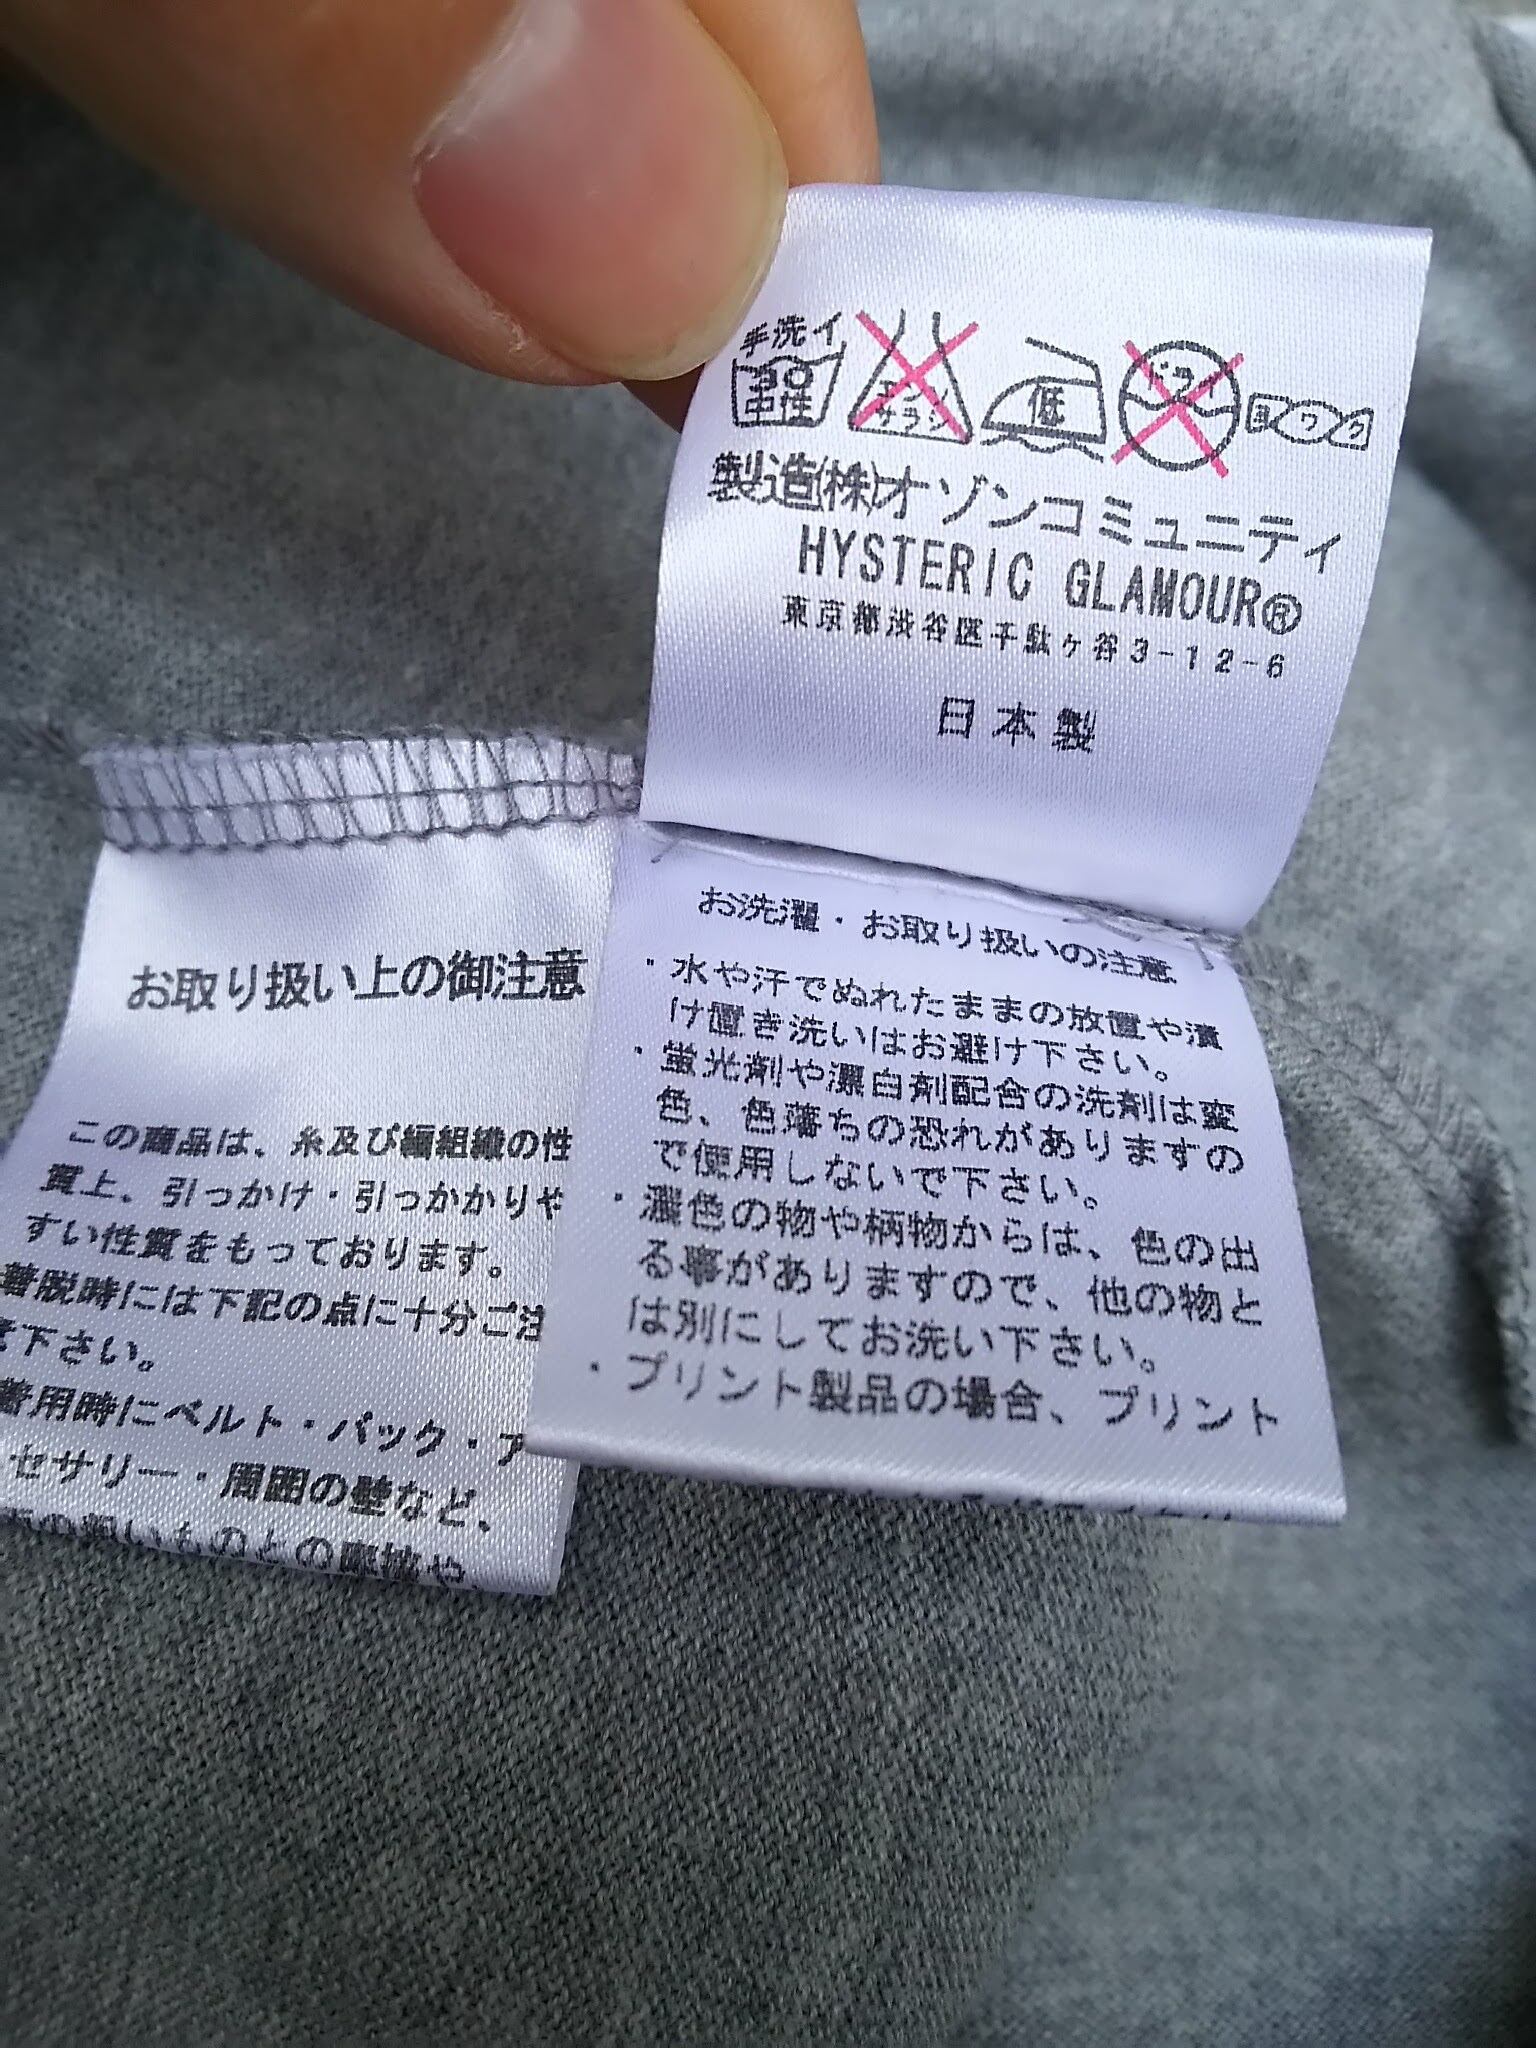 手洗イ
30
中性
エンソ
サラシ
低
ドライ
ヨワク
製造(株)オゾンコミュニティ
HYSTERIC GLAMOUR®
東京都渋谷区千駄ヶ谷3-12-6
日本製
お洗濯・お取り扱いの注意
・水や汗でぬれたままの放置や漬
け置き洗いはお避け下さい。
・蛍光剤や漂白剤配合の洗剤は変
色、色落ちの恐れがありますの
で使用しないで下さい。
・濃色の物や柄物からは、色の出
る事がありますので、他の物と
は別にしてお洗い下さい。
・プリント製品の場合、プリント
お取り扱い上の御注意
この商品は、糸及び編組織の性
質上、引っかけ・引っかかりや
すい性質をもっております。
着脱時には下記の点に十分ご注
意下さい。
着用時にベルト・バック・ア
セサリー・周囲の壁など、
の粗いものとの摩擦や、